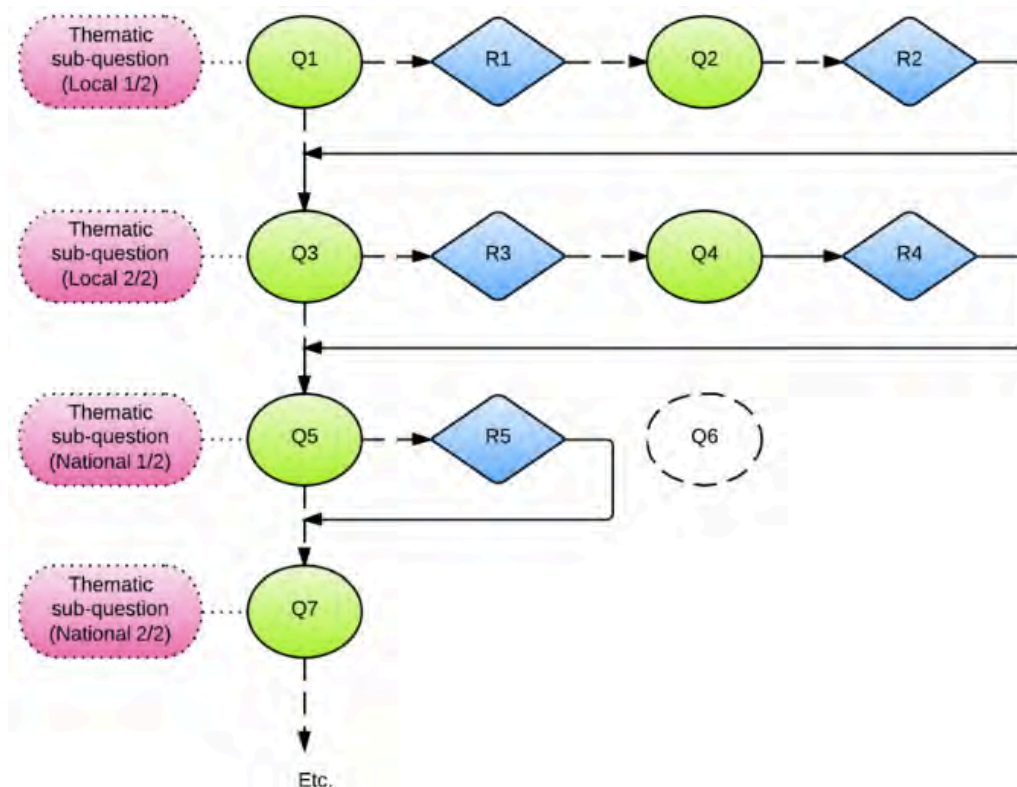 Thematic
sub-question
(Local 1/2)
Q1
R1
Q2
R2
Thematic
sub-question
(Local 2/2)
Q3
R3
Q4
R4
Thematic
sub-question
(National 1/2)
Q5
R5
Q6
Thematic
sub-question
(National 2/2)
Q7
Etc.